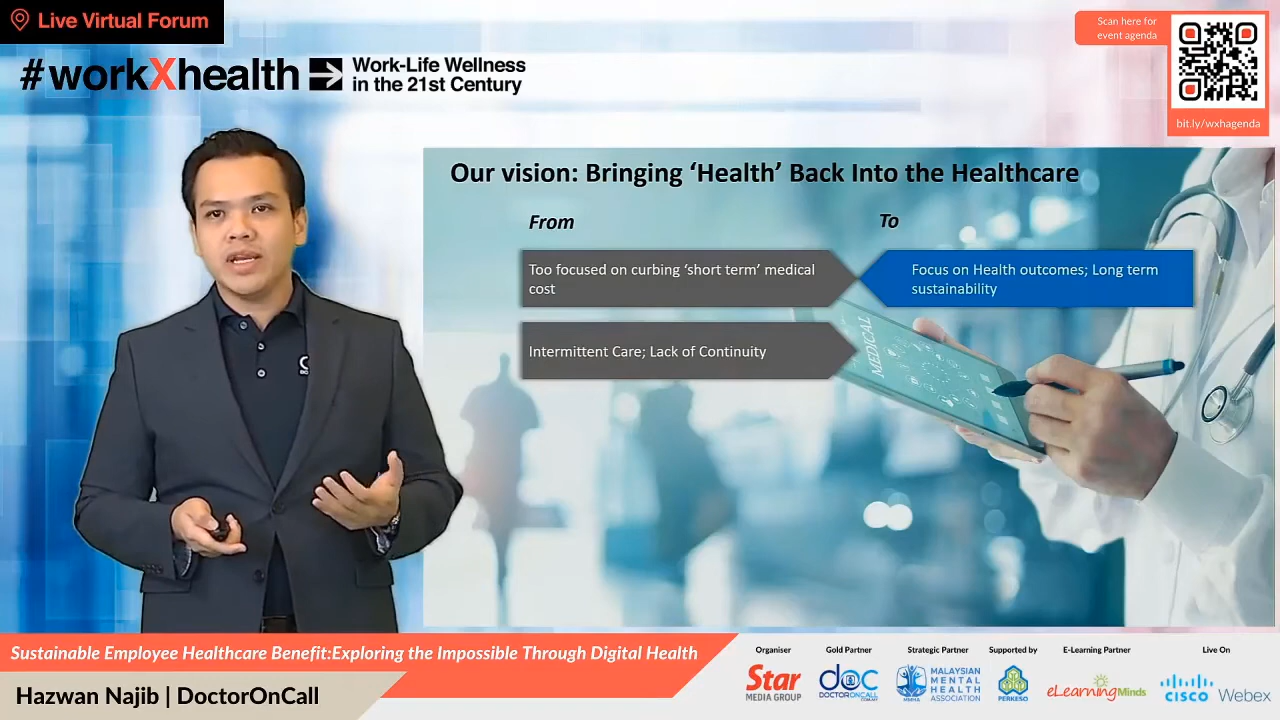 Live Virtual Forum
Scan here for
event agenda
#workXhealth
Work-Life Wellness
in the 21st Century
bit.ly/wxhagenda
Our vision: Bringing ‘Health’ Back Into the Healthcare
From
To
Too focused on curbing ‘short term’ medical
cost
Focus on Health outcomes; Long term
sustainability
Intermittent Care; Lack of Continuity
MEDICAL
Sustainable Employee Healthcare Benefit:Exploring the Impossible Through Digital Health
Hazwan Najib | DoctorOnCall
Organiser
Gold Partner
Strategic Partner
Supported by
E-Learning Partner
Live On
Star
MEDIA GROUP
doc
DOCTORONCALL
MMHA
MALAYSIAN
MENTAL
HEALTH
ASSOCIATION
PERKESO
eLearningMinds
CISCO
Webex